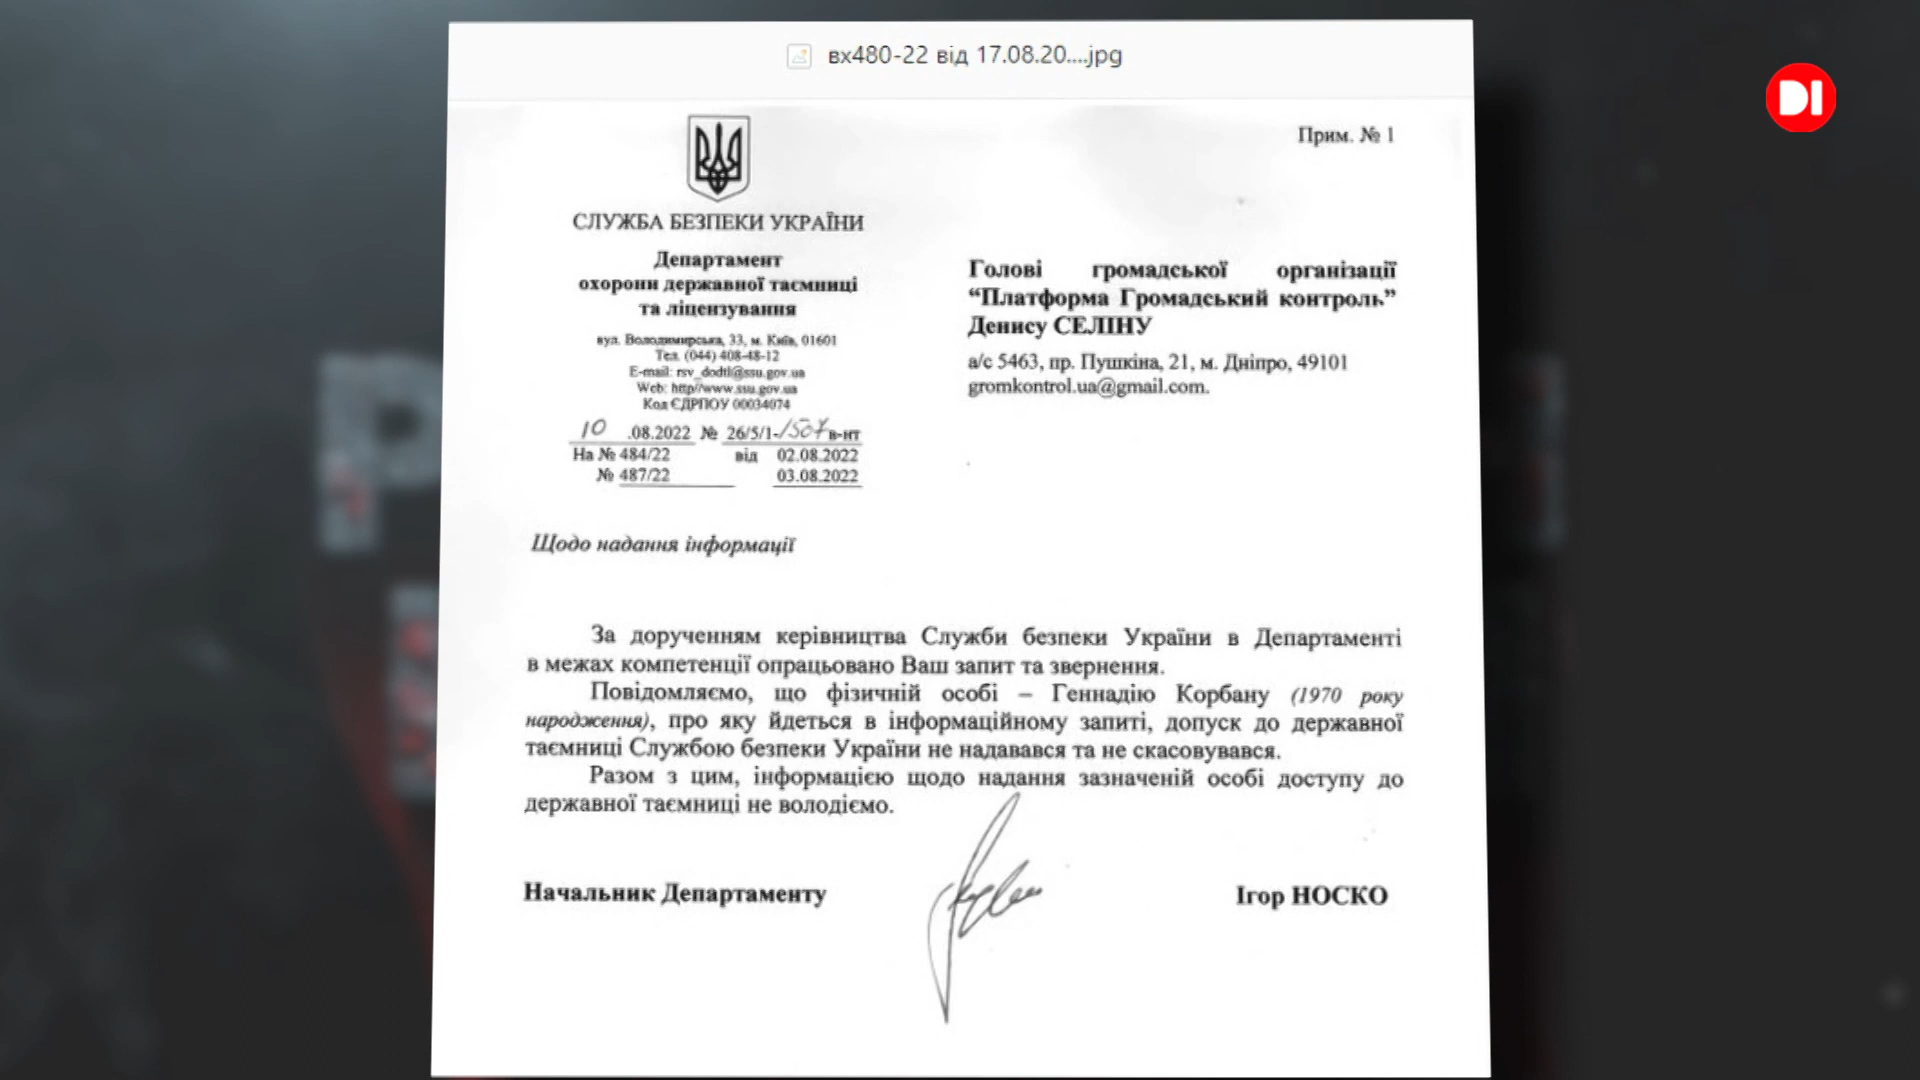 вх480-22 від 17.08.20....jpg
DI
Прим. № 1
СЛУЖБА БЕЗПЕКИ УКРАЇНИ
Департамент
охорони державної таємниці
та ліцензування
вул. Володимирська, 33, м. Київ, 01601
Тел. (044) 408-48-12
E-mail: rsv_dodtl@ssu.gov.ua
Web: http//www.ssu.gov.ua
Код ЄДРПОУ 00034074
10 .08.2022 № 26/5/1-1507в-нт
На № 484/22 від 02.08.2022
№ 487/22 03.08.2022
Голові громадської організації
“Платформа Громадський контроль”
Денису СЕЛІНУ
а/с 5463, пр. Пушкіна, 21, м. Дніпро, 49101
gromkontrol.ua@gmail.com.
Щодо надання інформації
За дорученням керівництва Служби безпеки України в Департаменті
в межах компетенції опрацьовано Ваш запит та звернення.
Повідомляємо, що фізичній особі – Геннадію Корбану (1970 року
народження), про яку йдеться в інформаційному запиті, допуск до державної
таємниці Службою безпеки України не надавався та не скасовувався.
Разом з цим, інформацією щодо надання зазначеній особі доступу до
державної таємниці не володіємо.
Начальник Департаменту Ігор НОСКО